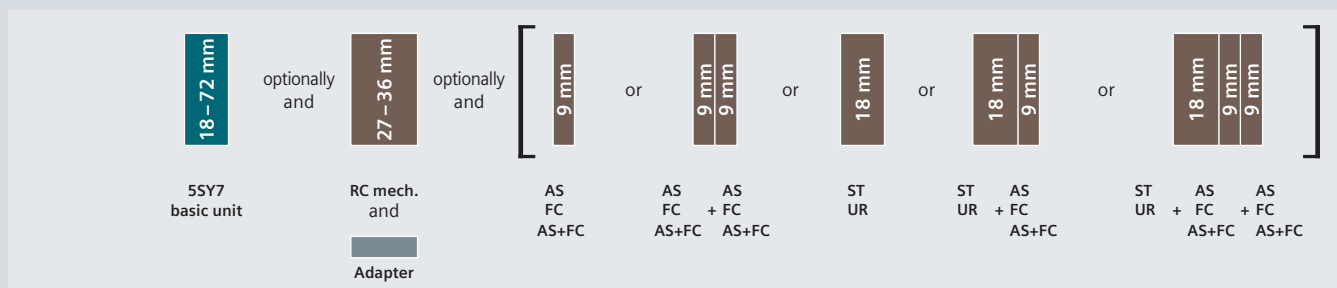 18–72 mm
optionally
and
27–36 mm
optionally
and
9 mm
or
9 mm
9 mm
or
18 mm
or
18 mm
9 mm
or
18 mm
9 mm
9 mm
5SY7
basic unit
RC mech.
and
Adapter
AS
FC
AS+FC
AS AS
FC + FC
AS+FC AS+FC
ST
UR
ST AS
UR + FC
AS+FC
ST AS AS
UR + FC + FC
AS+FC AS+FC